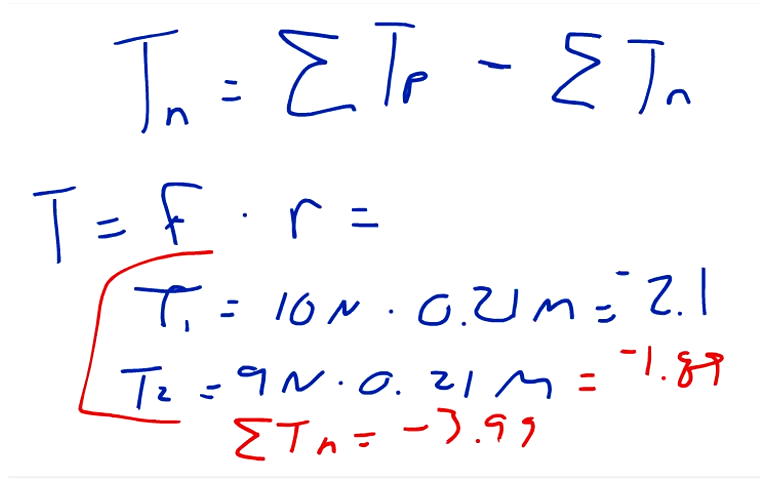 Tn = ΣTp - ΣTn
T = f · r =
T1 = 10N · 0.21m = -2.1
T2 = 9N · 0.21m = -1.89
ΣTn = -3.99